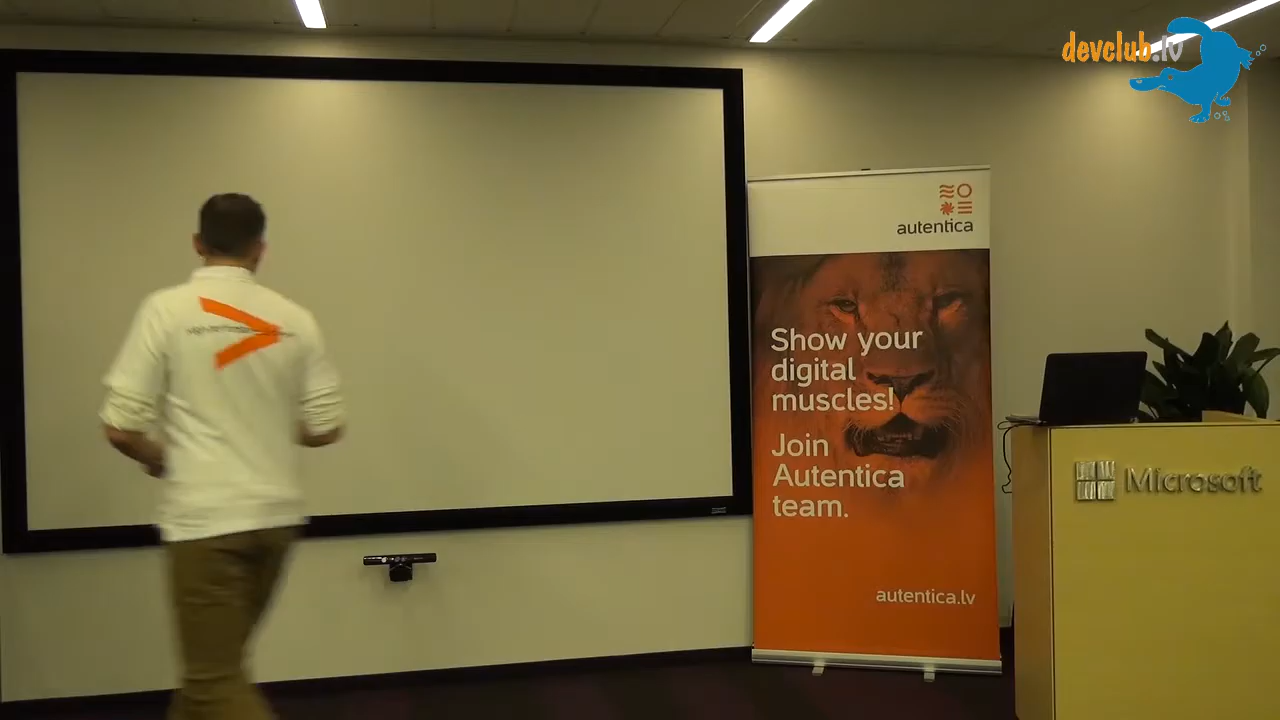 devclub.lv
autentica
Show your
digital
muscles!
Join
Autentica
team.
autentica.lv
Microsoft